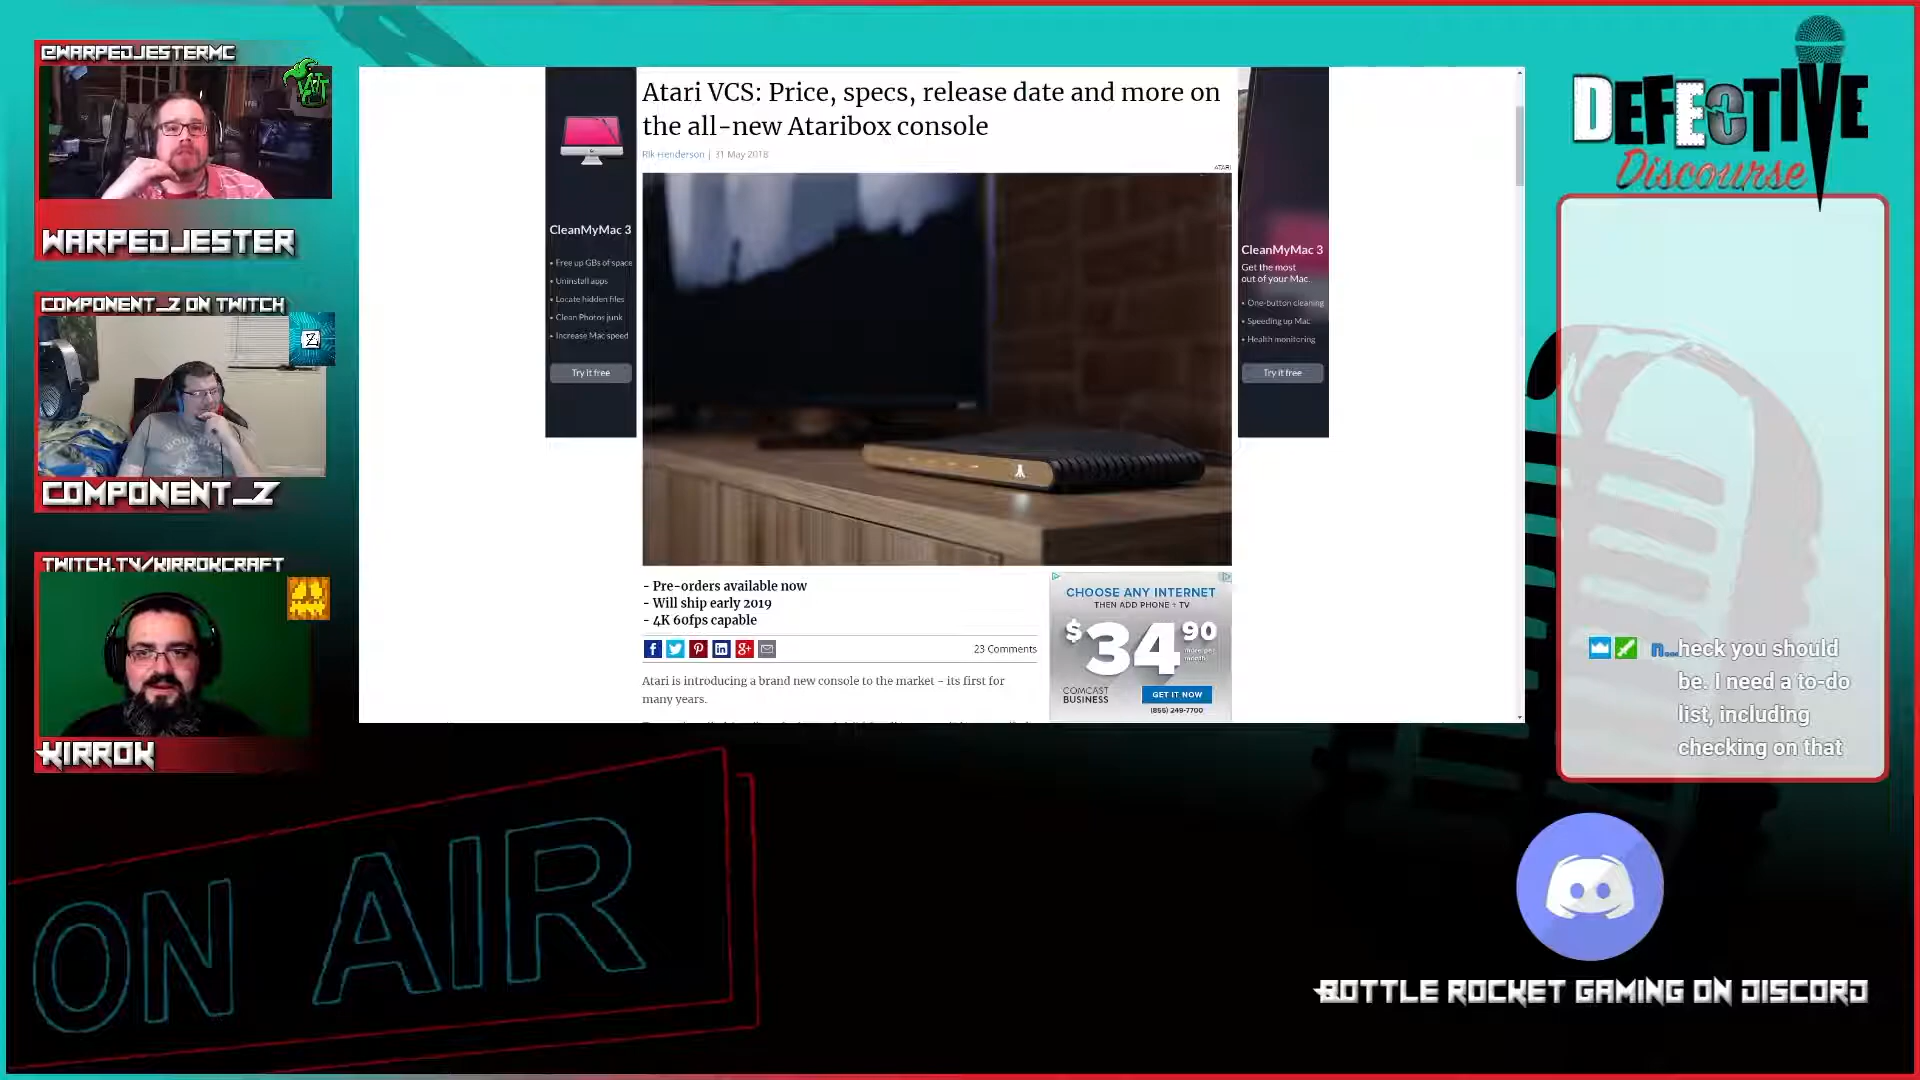 @WARPEDJESTERMC
WARPEDJESTER
COMPONENT_Z ON TWITCH
Z
COMPONENT_Z
TWITCH.TV/KIRROKCRAFT
KIRROK
Atari VCS: Price, specs, release date and more on
the all-new Ataribox console
Rik Henderson | 31 May 2018
ATARI
CleanMyMac 3
• Free up GBs of space
• Uninstall apps
• Locate hidden files
• Clean Photos junk
• Increase Mac speed
Try it free
CleanMyMac 3
Get the most
out of your Mac.
• One-button cleaning
• Speeding up Mac
• Health monitoring
Try it free
- Pre-orders available now
- Will ship early 2019
- 4K 60fps capable
23 Comments
Atari is introducing a brand new console to the market - its first for
many years.
CHOOSE ANY INTERNET
THEN ADD PHONE + TV
$34.90
more per
month
COMCAST
BUSINESS
GET IT NOW
(855) 249-7700
DEFECTIVE
Discourse
n...heck you should
be. I need a to-do
list, including
checking on that
ON AIR
BOTTLE ROCKET GAMING ON DISCORD